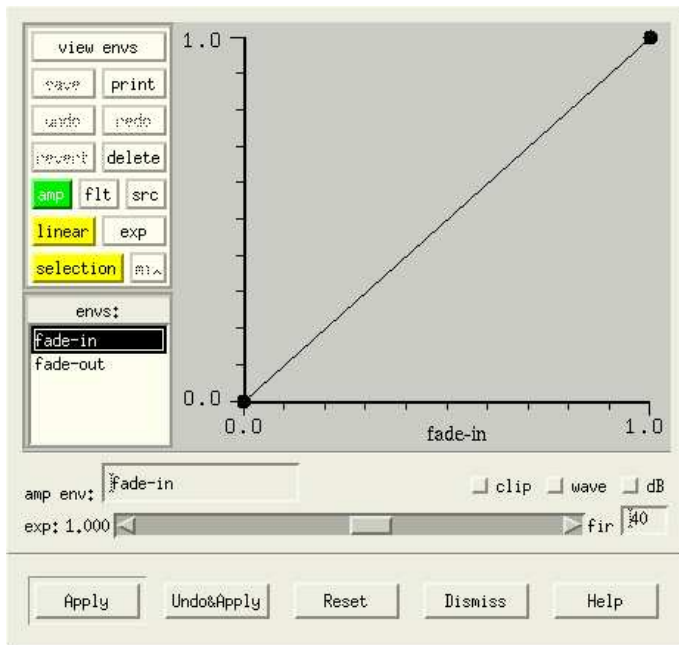 view envs
save print
undo redo
revert delete
amp flt src
linear exp
selection mix
envs:
fade-in
fade-out
1.0
0.0
0.0 fade-in 1.0
amp env: fade-in clip wave dB
exp: 1.000 fir 40
Apply Undo&Apply Reset Dismiss Help